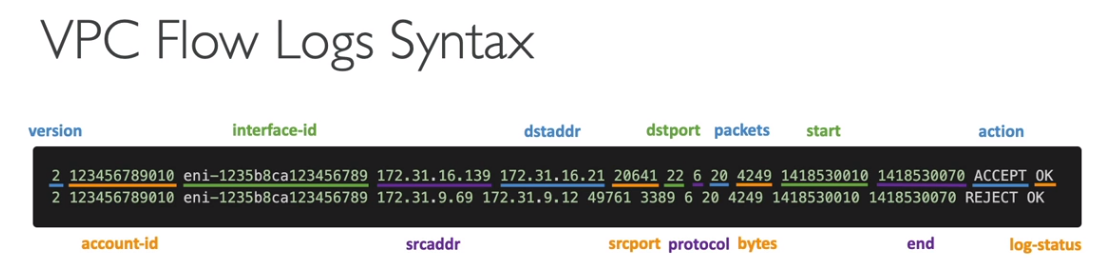 VPC Flow Logs Syntax
version interface-id dstaddr dstport packets start action
2 123456789010 eni-1235b8ca123456789 172.31.16.139 172.31.16.21 20641 22 6 20 4249 1418530010 1418530070 ACCEPT OK
2 123456789010 eni-1235b8ca123456789 172.31.9.69 172.31.9.12 49761 3389 6 20 4249 1418530010 1418530070 REJECT OK
account-id srcaddr srcport protocol bytes end log-status